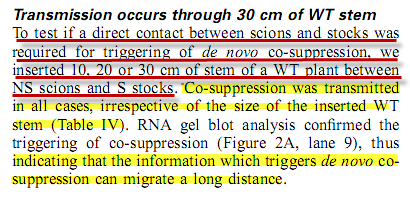 Transmission occurs through 30 cm of WT stem
To test if a direct contact between scions and stocks was
required for triggering of de novo co-suppression, we
inserted 10, 20 or 30 cm of stem of a WT plant between
NS scions and S stocks. Co-suppression was transmitted
in all cases, irrespective of the size of the inserted WT
stem (Table IV). RNA gel blot analysis confirmed the
triggering of co-suppression (Figure 2A, lane 9), thus
indicating that the information which triggers de novo co-
suppression can migrate a long distance.